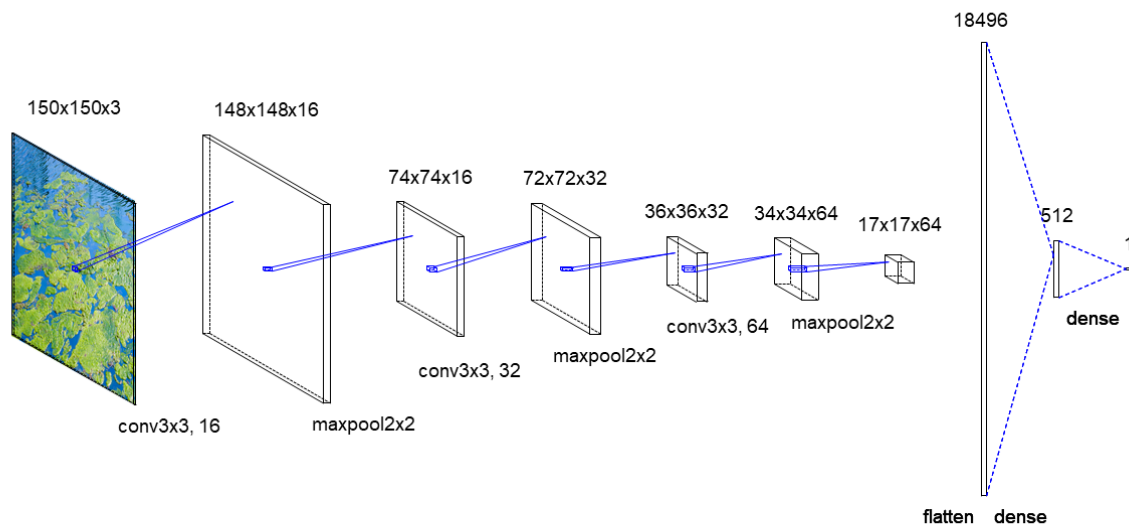 18496
150x150x3
148x148x16
74x74x16
72x72x32
36x36x32
34x34x64
17x17x64
512
1
dense
conv3x3, 64
maxpool2x2
maxpool2x2
conv3x3, 32
conv3x3, 16
maxpool2x2
flatten dense